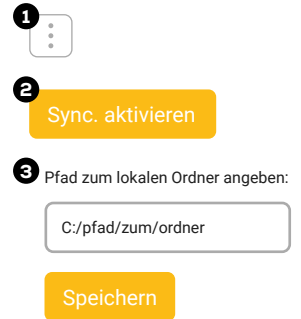 1
2
Sync. aktivieren
3 Pfad zum lokalen Ordner angeben:
C:/pfad/zum/ordner
Speichern